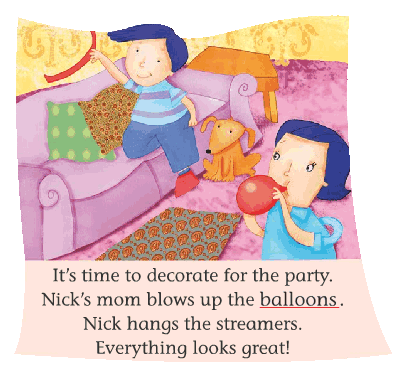 It's time to decorate for the party.
Nick's mom blows up the balloons.
Nick hangs the streamers.
Everything looks great!